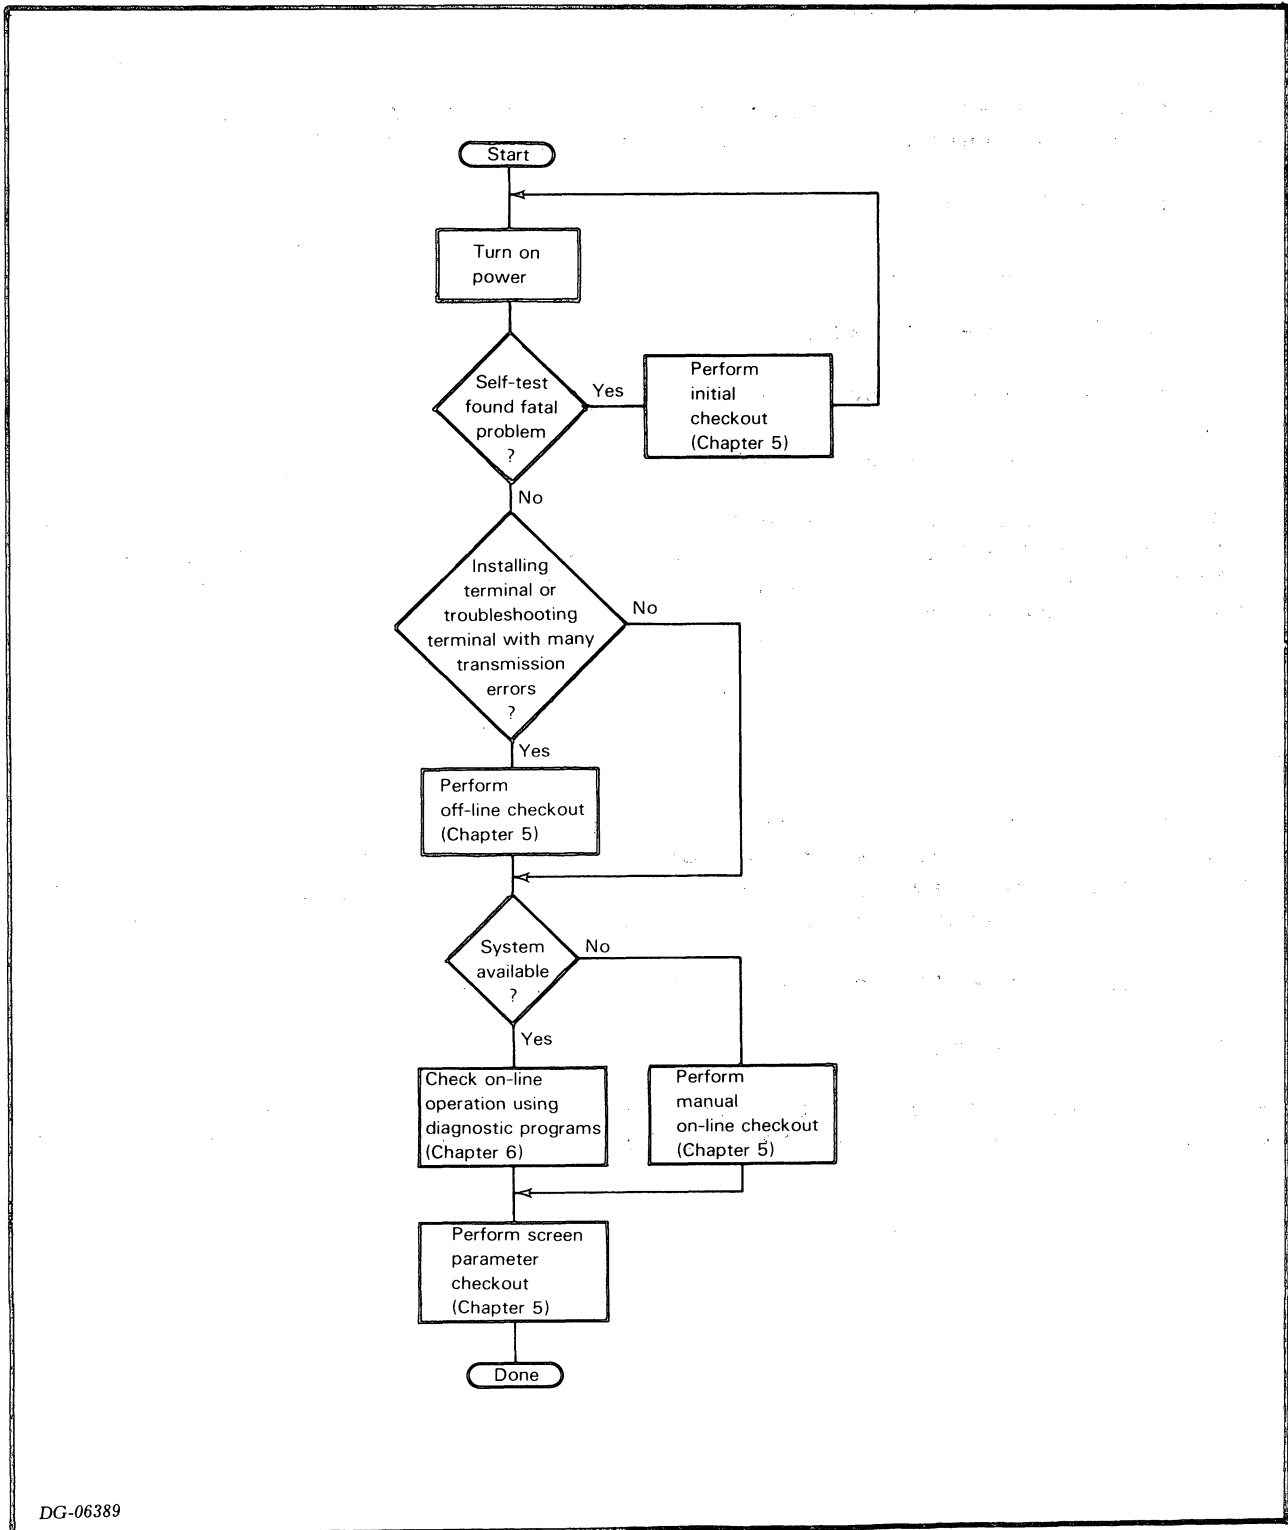 Start
Turn on
power
Self-test
found fatal
problem
?
Yes
Perform
initial
checkout
(Chapter 5)
No
Installing
terminal or
troubleshooting
terminal with many
transmission
errors
?
No
Yes
Perform
off-line checkout
(Chapter 5)
System
available
?
No
Yes
Check on-line
operation using
diagnostic programs
(Chapter 6)
Perform
manual
on-line checkout
(Chapter 5)
Perform screen
parameter
checkout
(Chapter 5)
Done
DG-06389